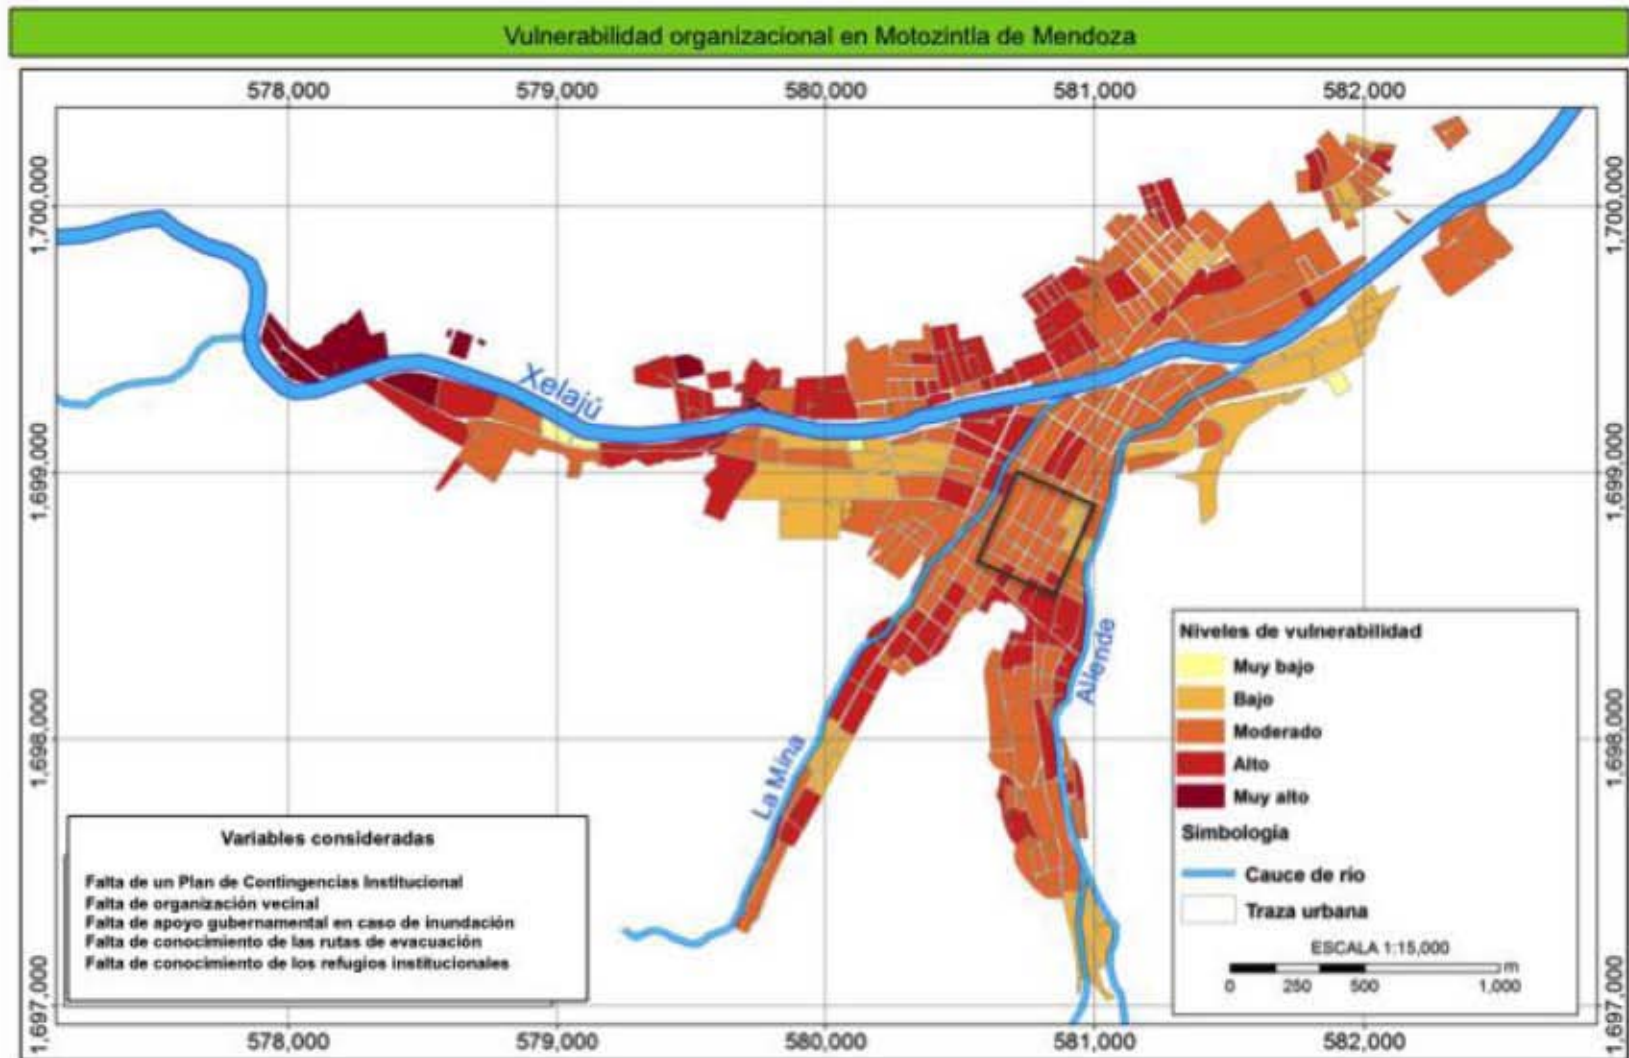 Vulnerabilidad organizacional en Motozintla de Mendoza
578,000 579,000 580,000 581,000 582,000
1,700,000 1,700,000
Xelajú
1,699,000 1,699,000
Allende
La Mina
1,698,000 1,698,000
Niveles de vulnerabilidad
Muy bajo
Bajo
Moderado
Alto
Muy alto
Simbologia
Cauce de río
Traza urbana
ESCALA 1:15,000
m
0 250 500 1,000
Variables consideradas
Falta de un Plan de Contingencias Institucional
Falta de organización vecinal
Falta de apoyo gubernamental en caso de inundación
Falta de conocimiento de las rutas de evacuación
Falta de conocimiento de los refugios institucionales
1,697,000 1,697,000
578,000 579,000 580,000 581,000 582,000